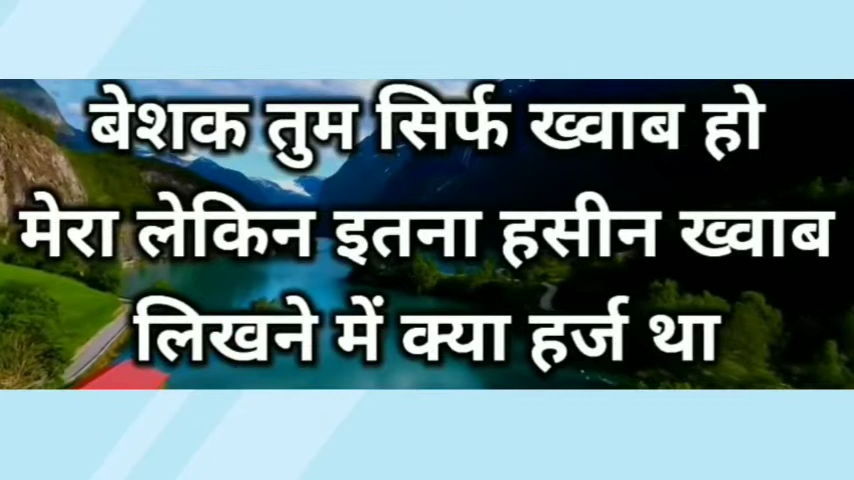 बेशक तुम सिर्फ ख्वाब हो
मेरा लेकिन इतना हसीन ख्वाब
लिखने में क्या हर्ज था